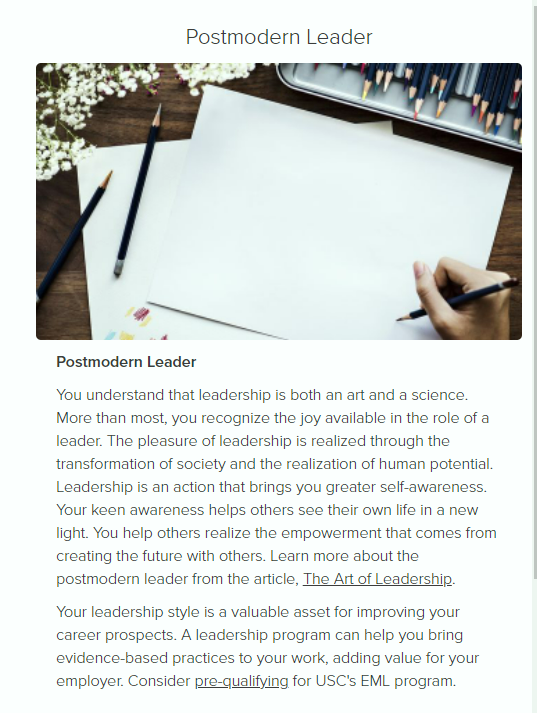 Postmodern Leader
Postmodern Leader
You understand that leadership is both an art and a science.
More than most, you recognize the joy available in the role of a
leader. The pleasure of leadership is realized through the
transformation of society and the realization of human potential.
Leadership is an action that brings you greater self-awareness.
Your keen awareness helps others see their own life in a new
light. You help others realize the empowerment that comes from
creating the future with others. Learn more about the
postmodern leader from the article, The Art of Leadership.
Your leadership style is a valuable asset for improving your
career prospects. A leadership program can help you bring
evidence-based practices to your work, adding value for your
employer. Consider pre-qualifying for USC's EML program.